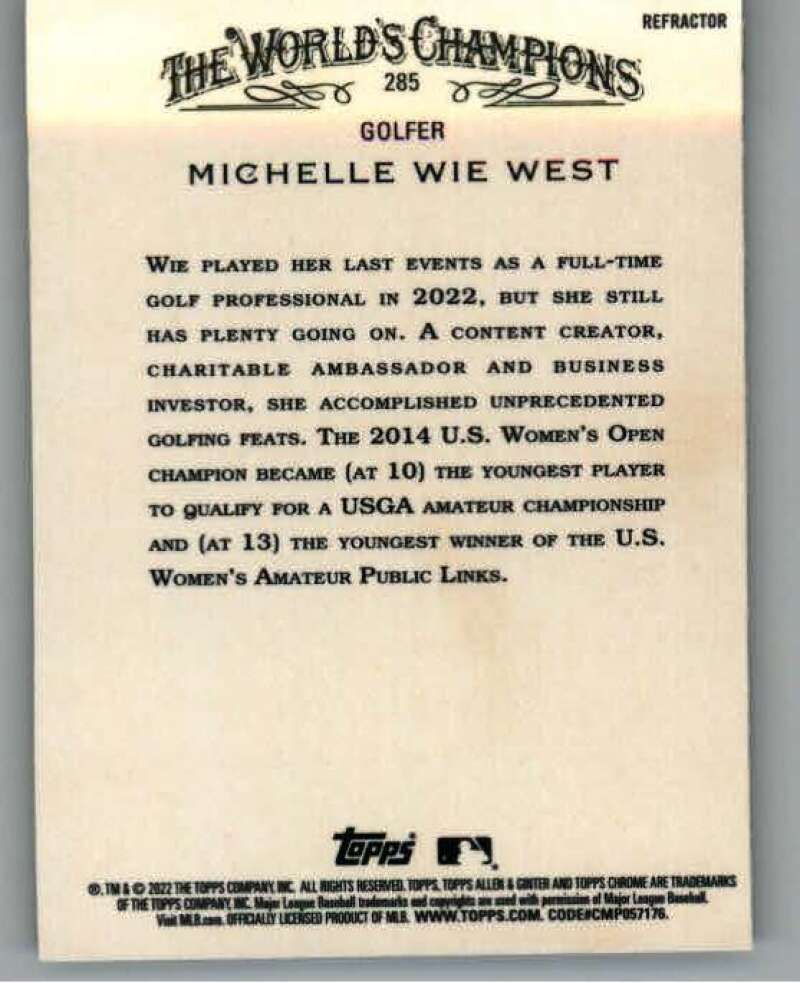 REFRACTOR
THE WORLD'S CHAMPIONS
285
GOLFER
MICHELLE WIE WEST
WIE PLAYED HER LAST EVENTS AS A FULL-TIME
GOLF PROFESSIONAL IN 2022, BUT SHE STILL
HAS PLENTY GOING ON. A CONTENT CREATOR,
CHARITABLE AMBASSADOR AND BUSINESS
INVESTOR, SHE ACCOMPLISHED UNPRECEDENTED
GOLFING FEATS. THE 2014 U.S. WOMEN'S OPEN
CHAMPION BECAME (AT 10) THE YOUNGEST PLAYER
TO QUALIFY FOR A USGA AMATEUR CHAMPIONSHIP
AND (AT 13) THE YOUNGEST WINNER OF THE U.S.
WOMEN'S AMATEUR PUBLIC LINKS.
topps
®, TM & © 2022 THE TOPPS COMPANY, INC. ALL RIGHTS RESERVED. TOPPS, TOPPS ALLEN & GINTER AND TOPPS CHROME ARE TRADEMARKS
OF THE TOPPS COMPANY, INC. Major League Baseball trademarks and copyrights are used with permission of Major League Baseball.
Visit MLB.com. OFFICIALLY LICENSED PRODUCT OF MLB. WWW.TOPPS.COM. CODE#CMP057176.